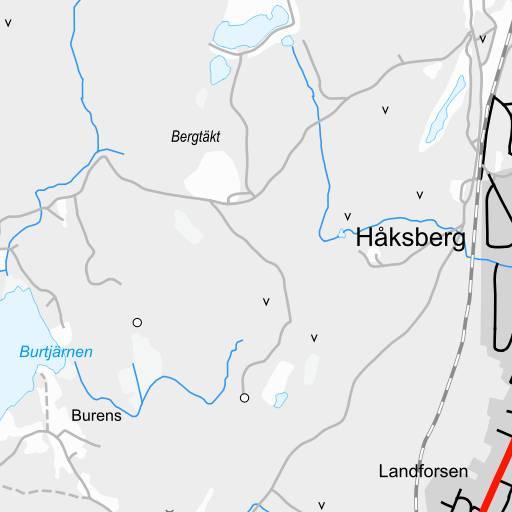 Bergtäkt
Håksberg
Burtjärnen
Burens
Landforsen